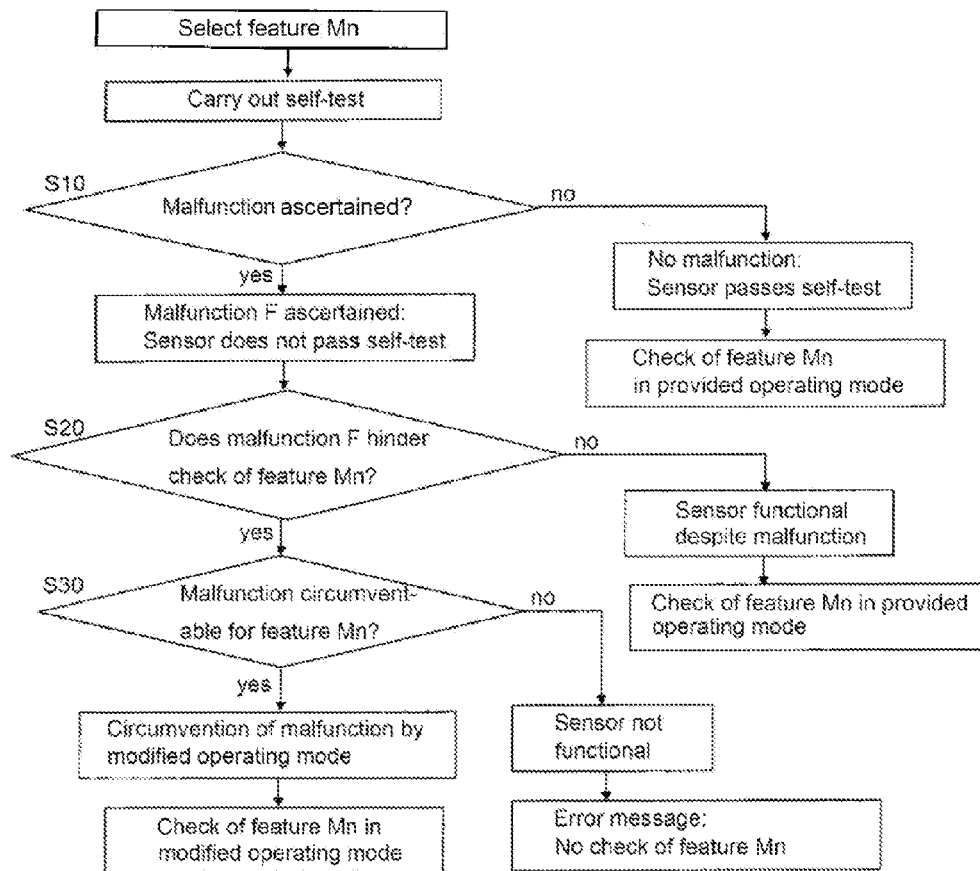 Select feature Mn
Carry out self-test
S10
Malfunction ascertained?
no
yes
No malfunction:
Sensor passes self-test
Malfunction F ascertained:
Sensor does not pass self-test
Check of feature Mn
in provided operating mode
S20
Does malfunction F hinder
check of feature Mn?
no
yes
Sensor functional
despite malfunction
S30
Malfunction circumvent-
able for feature Mn?
no
yes
Check of feature Mn in provided
operating mode
Circumvention of malfunction by
modified operating mode
Sensor not
functional
Check of feature Mn in
modified operating mode
Error message:
No check of feature Mn